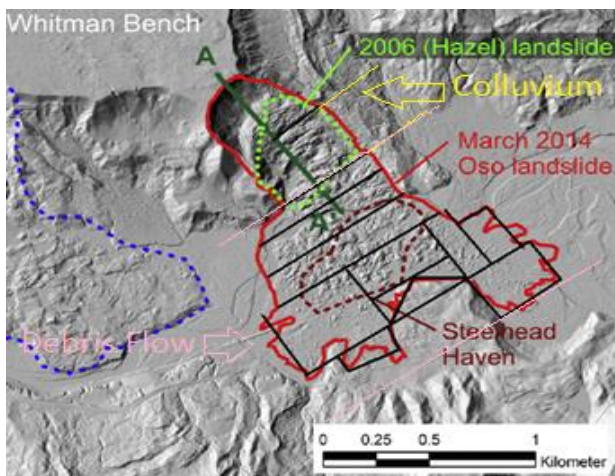 Whitman Bench
2006 (Hazel) landslide
A
Colluvium
March 2014
Oso landslide
A'
Steelhead
Haven
Debris Flow
0 0.25 0.5 1
Kilometer